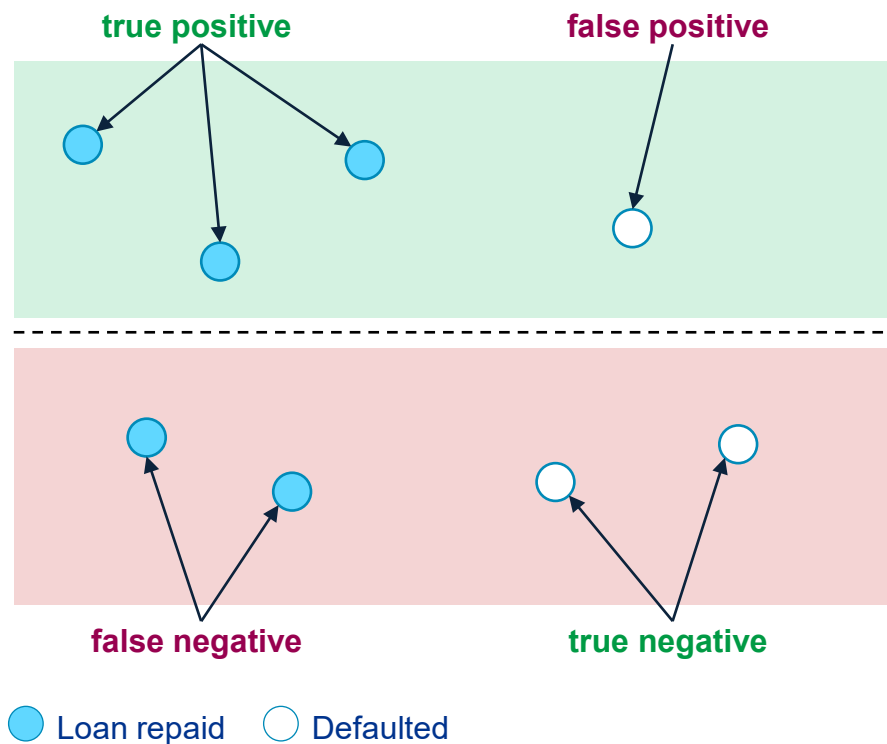 true positive
false positive
false negative
true negative
Loan repaid
Defaulted